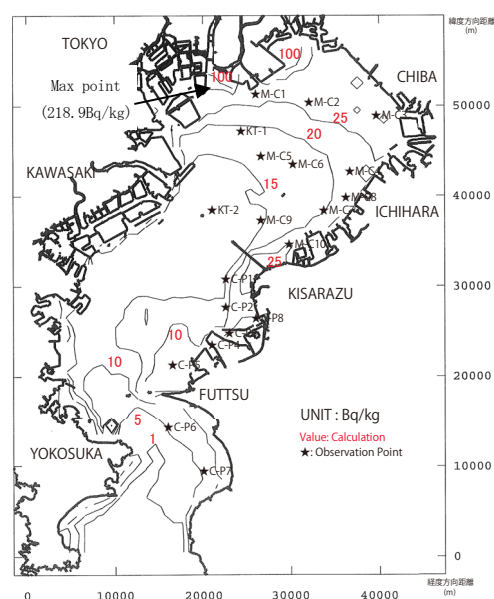 緯度方向距離
(m)
TOKYO
100
100
CHIBA
Max point
(218.9Bq/kg)
M-C1
M-C2
M-C3
50000
25
KT-1
20
M-C5
M-C6
KAWASAKI
15
40000
KT-2
M-C9
ICHIHARA
M-C10
25
C-P1
30000
KISARAZU
C-P2
10
C-P4
10
C-P5
20000
FUTTSU
UNIT : Bq/kg
5
C-P6
Value: Calculation
1
★: Observation Point
YOKOSUKA
C-P7
10000
0
経度方向距離
(m)
0
10000
20000
30000
40000